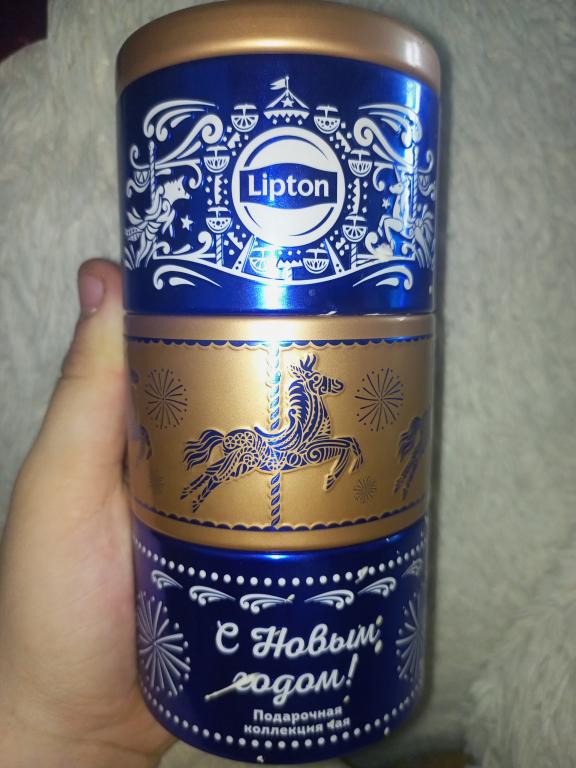 Lipton
С Новым
годом!
Подарочная
коллекция чая